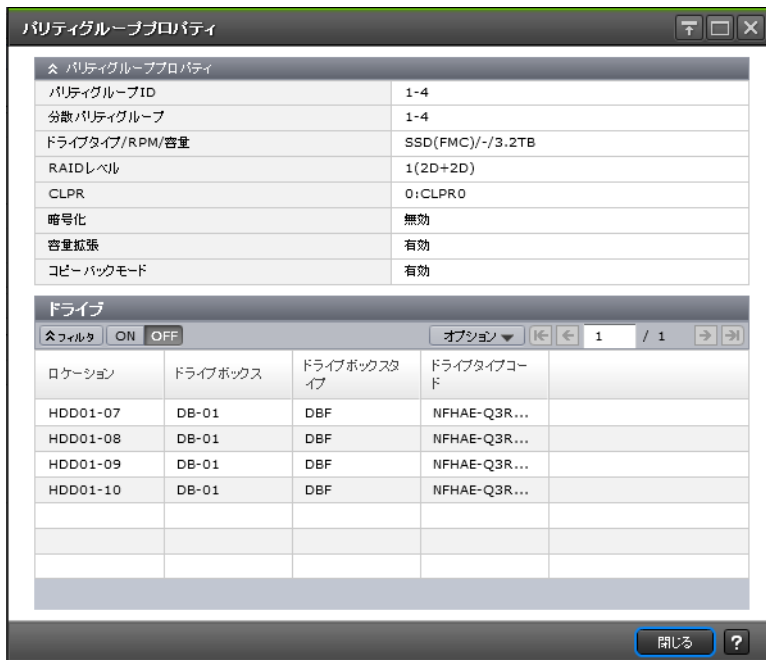 パリティグループプロパティ
パリティグループプロパティ
パリティグループID 1-4
分散パリティグループ 1-4
ドライブタイプ/RPM/容量 SSD(FMC)/-/3.2TB
RAIDレベル 1(2D+2D)
CLPR 0:CLPR0
暗号化 無効
容量拡張 有効
コピーバックモード 有効
ドライブ
フィルタ ON OFF オプション 1 / 1
ロケーション ドライブボックス ドライブボックスタ ドライブタイプコー
イプ ド
HDD01-07 DB-01 DBF NFHAE-Q3R...
HDD01-08 DB-01 DBF NFHAE-Q3R...
HDD01-09 DB-01 DBF NFHAE-Q3R...
HDD01-10 DB-01 DBF NFHAE-Q3R...
閉じる ?